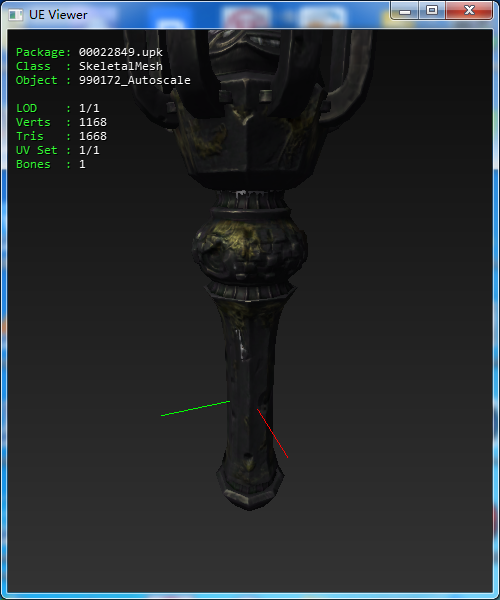 UE Viewer
Package: 00022849.upk
Class : SkeletalMesh
Object : 990172_Autoscale
LOD : 1/1
Verts : 1168
Tris : 1668
UV Set : 1/1
Bones : 1